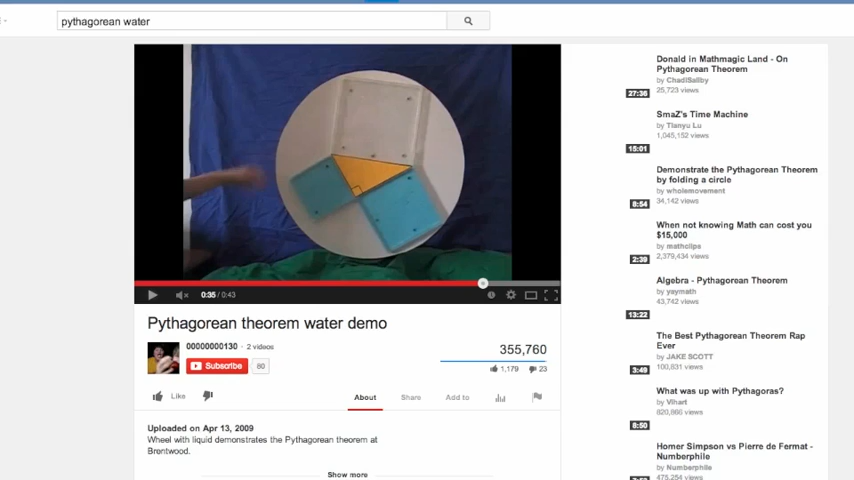 pythagorean water
0:35 / 0:43
Pythagorean theorem water demo
00000000130 · 2 videos
Subscribe 80
355,760
1,179 23
Like
About Share Add to
Uploaded on Apr 13, 2009
Wheel with liquid demonstrates the Pythagorean theorem at
Brentwood.
Show more
Donald in Mathmagic Land - On
Pythagorean Theorem
by ChadiSaliby
25,723 views
27:36
SmaZ's Time Machine
by Tianyu Lu
1,045,152 views
15:01
Demonstrate the Pythagorean Theorem
by folding a circle
by wholemovement
34,142 views
8:54
When not knowing Math can cost you
$15,000
by mathclips
2,379,434 views
2:39
Algebra - Pythagorean Theorem
by yaymath
43,742 views
13:22
The Best Pythagorean Theorem Rap
Ever
by JAKE SCOTT
100,831 views
3:49
What was up with Pythagoras?
by Vihart
820,860 views
8:50
Homer Simpson vs Pierre de Fermat -
Numberphile
by Numberphile
475,254 views